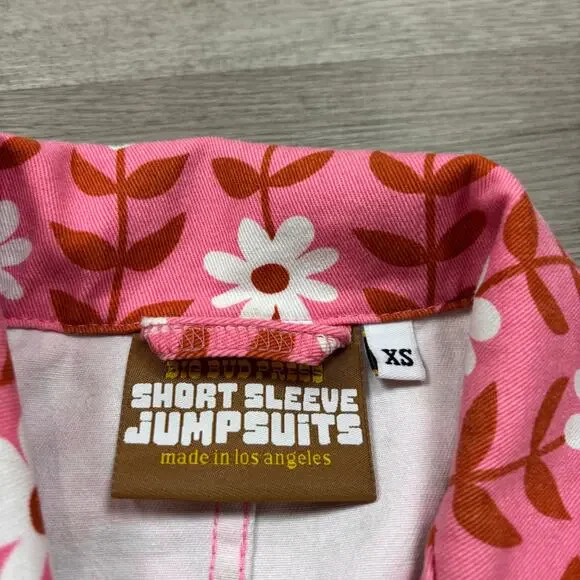 BIG BUD PRESS
SHORT SLEEVE
JUMPSUiTS
made in los angeles
XS